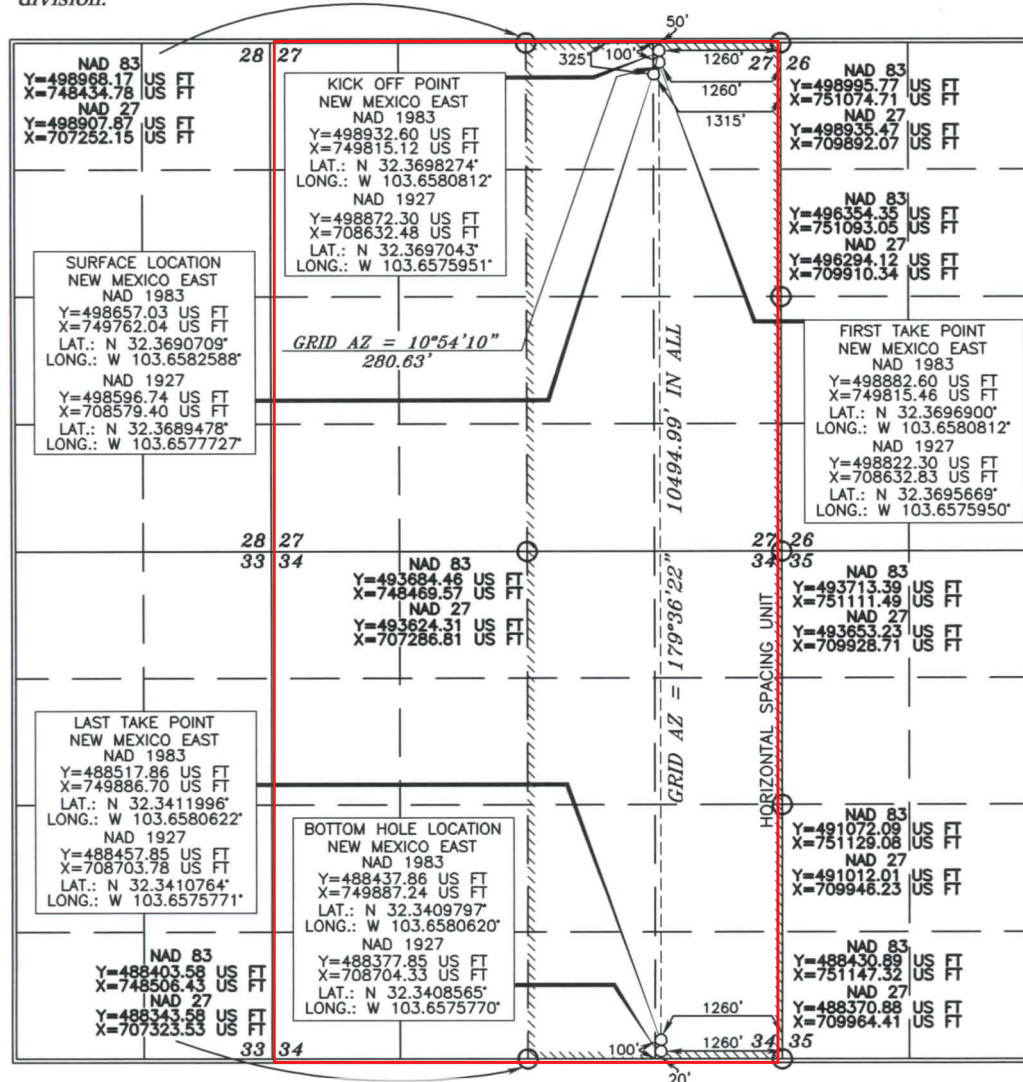 division.
28 27
NAD 83
Y=498968.17 US FT
X=748434.78 US FT
NAD 27
Y=498907.87 US FT
X=707252.15 US FT
KICK OFF POINT
NEW MEXICO EAST
NAD 1983
Y=498932.60 US FT
X=749815.12 US FT
LAT.: N 32.3698274°
LONG.: W 103.6580812°
NAD 1927
Y=498872.30 US FT
X=708632.48 US FT
LAT.: N 32.3697043°
LONG.: W 103.6575951°
50'
325'
100'
1260'
1260'
1315'
27 26
NAD 83
Y=498995.77 US FT
X=751074.71 US FT
NAD 27
Y=498935.47 US FT
X=709892.07 US FT
NAD 83
Y=496354.35 US FT
X=751093.05 US FT
NAD 27
Y=496294.12 US FT
X=709910.34 US FT
SURFACE LOCATION
NEW MEXICO EAST
NAD 1983
Y=498657.03 US FT
X=749762.04 US FT
LAT.: N 32.3690709°
LONG.: W 103.6582588°
NAD 1927
Y=498596.74 US FT
X=708579.40 US FT
LAT.: N 32.3689478°
LONG.: W 103.6577727°
GRID AZ = 10°54'10"
280.63'
FIRST TAKE POINT
NEW MEXICO EAST
NAD 1983
Y=498882.60 US FT
X=749815.46 US FT
LAT.: N 32.3696900°
LONG.: W 103.6580812°
NAD 1927
Y=498822.30 US FT
X=708632.83 US FT
LAT.: N 32.3695669°
LONG.: W 103.6575950°
GRID AZ = 179°36'22" 10494.99' IN ALL
HORIZONTAL SPACING UNIT
28 27
33 34
NAD 83
Y=493684.46 US FT
X=748469.57 US FT
NAD 27
Y=493624.31 US FT
X=707286.81 US FT
27 26
34 35
NAD 83
Y=493713.39 US FT
X=751111.49 US FT
NAD 27
Y=493653.23 US FT
X=709928.71 US FT
LAST TAKE POINT
NEW MEXICO EAST
NAD 1983
Y=488517.86 US FT
X=749886.70 US FT
LAT.: N 32.3411996°
LONG.: W 103.6580622°
NAD 1927
Y=488457.85 US FT
X=708703.78 US FT
LAT.: N 32.3410764°
LONG.: W 103.6575771°
BOTTOM HOLE LOCATION
NEW MEXICO EAST
NAD 1983
Y=488437.86 US FT
X=749887.24 US FT
LAT.: N 32.3409797°
LONG.: W 103.6580620°
NAD 1927
Y=488377.85 US FT
X=708704.33 US FT
LAT.: N 32.3408565°
LONG.: W 103.6575770°
NAD 83
Y=491072.09 US FT
X=751129.08 US FT
NAD 27
Y=491012.01 US FT
X=709946.23 US FT
NAD 83
Y=488403.58 US FT
X=748506.43 US FT
NAD 27
Y=488343.58 US FT
X=707323.53 US FT
33 34
NAD 83
Y=488430.89 US FT
X=751147.32 US FT
NAD 27
Y=488370.88 US FT
X=709964.41 US FT
1260'
100'
1260'
34 35
20'